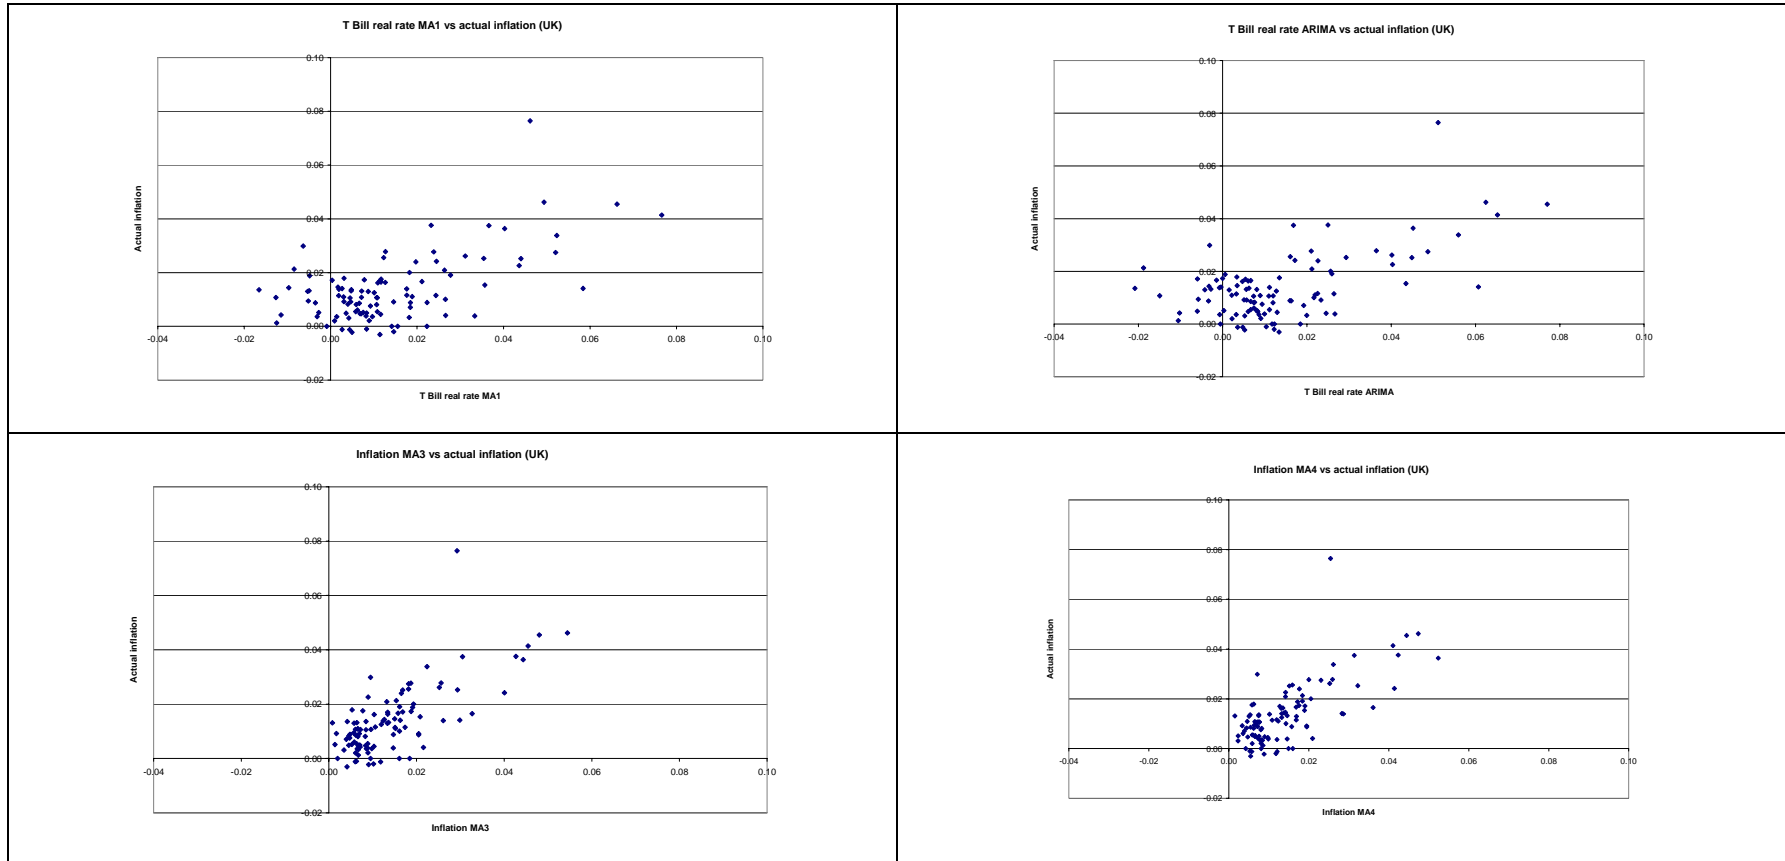 T Bill real rate MA1 vs actual inflation (UK)
0.10
0.08
0.06
0.04
0.02
0.00
-0.02
-0.04 -0.02 0.00 0.02 0.04 0.06 0.08 0.10
Actual inflation
T Bill real rate MA1
T Bill real rate ARIMA vs actual inflation (UK)
0.10
0.08
0.06
0.04
0.02
0.00
-0.02
-0.04 -0.02 0.00 0.02 0.04 0.06 0.08 0.10
Actual inflation
T Bill real rate ARIMA
Inflation MA3 vs actual inflation (UK)
0.10
0.08
0.06
0.04
0.02
0.00
-0.02
-0.04 -0.02 0.00 0.02 0.04 0.06 0.08 0.10
Actual inflation
Inflation MA3
Inflation MA4 vs actual inflation (UK)
0.10
0.08
0.06
0.04
0.02
0.00
-0.02
-0.04 -0.02 0.00 0.02 0.04 0.06 0.08 0.10
Actual inflation
Inflation MA4